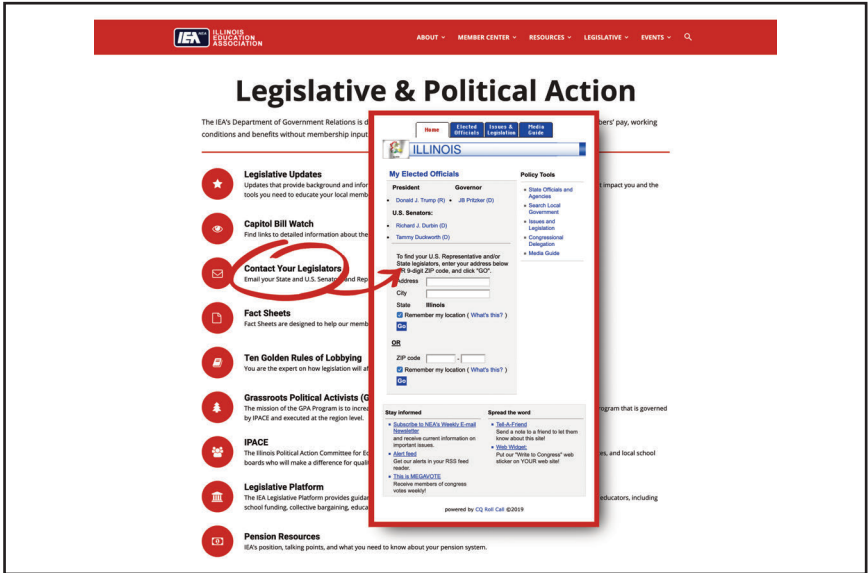 IEA NEA ILLINOIS EDUCATION ASSOCIATION
ABOUT MEMBER CENTER RESOURCES LEGISLATIVE EVENTS
Legislative & Political Action
The IEA's Department of Government Relations is d
bers' pay, working
conditions and benefits without membership input
Legislative Updates
Updates that provide background and infor
t impact you and the
tools you need to educate your local memb
Capitol Bill Watch
Find links to detailed information about the
Contact Your Legislators
Email your State and U.S. Senato and Rep
Fact Sheets
Fact Sheets are designed to help our memb
Ten Golden Rules of Lobbying
You are the expert on how legislation will af
Grassroots Political Activists (G
The mission of the GPA Program is to increa
rogram that is governed
by IPACE and executed at the region level.
IPACE
The Illinois Political Action Committee for Ed
es, and local school
boards who will make a difference for qualit
Legislative Platform
The IEA Legislative Platform provides guidan
educators, including
school funding, collective bargaining, educa
Pension Resources
IEA's position, talking points, and what you need to know about your pension system.
Home Elected Officials Issues & Legislation Media Guide
ILLINOIS
My Elected Officials
President Governor
Donald J. Trump (R) JB Pritzker (D)
U.S. Senators:
Richard J. Durbin (D)
Tammy Duckworth (D)
Policy Tools
State Officials and
Agencies
Search Local
Government
Issues and
Legislation
Congressional
Delegation
Media Guide
To find your U.S. Representative and/or
State legislators, enter your address below
OR 9-digit ZIP code, and click "GO".
Address
City
State Illinois
Remember my location ( What's this? )
Go
OR
ZIP code -
Remember my location ( What's this? )
Go
Stay informed
Subscribe to NEA's Weekly E-mail
Newsletter
and receive current information on
important issues.
Alert feed
Get our alerts in your RSS feed
reader.
This is MEGAVOTE
Receive members of congress
votes weekly!
Spread the word
Tell-A-Friend
Send a note to a friend to let them
know about this site!
Web Widget:
Put our "Write to Congress" web
sticker on YOUR web site!
powered by CQ Roll Call ©2019